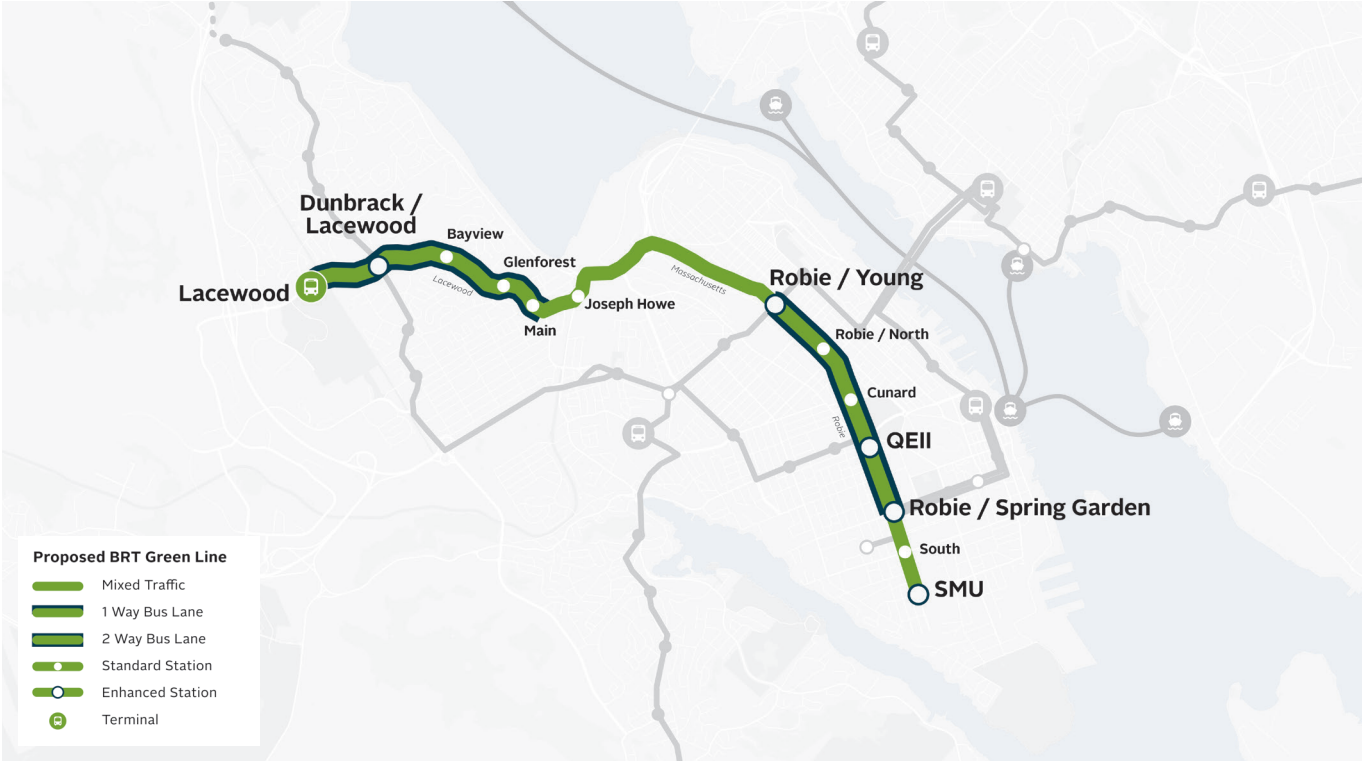 Dunbrack /
Lacewood
Bayview
Glenforest
Lacewood
Lacewood
Main
Joseph Howe
Massachusetts
Robie / Young
Robie / North
Cunard
Robie
QEII
Robie / Spring Garden
South
SMU
Proposed BRT Green Line
Mixed Traffic
1 Way Bus Lane
2 Way Bus Lane
Standard Station
Enhanced Station
Terminal